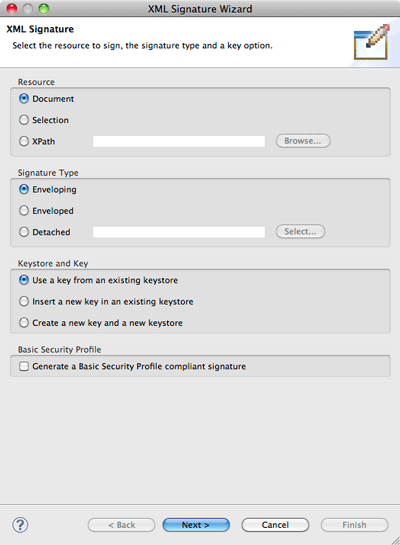 XML Signature Wizard
XML Signature
Select the resource to sign, the signature type and a key option.
Resource
Document
Selection
XPath
Browse...
Signature Type
Enveloping
Enveloped
Detached
Select...
Keystore and Key
Use a key from an existing keystore
Insert a new key in an existing keystore
Create a new key and a new keystore
Basic Security Profile
Generate a Basic Security Profile compliant signature
?
< Back
Next >
Cancel
Finish